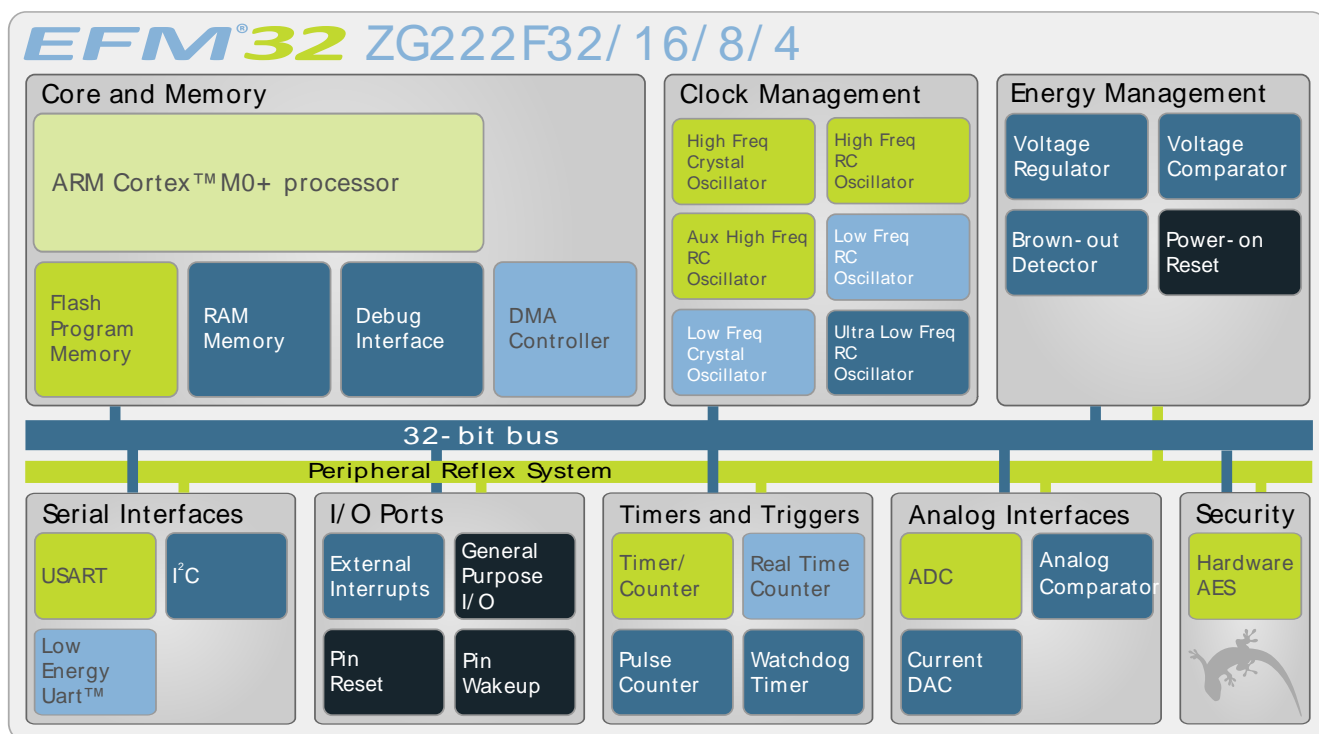 EFM®32 ZG222F32/16/8/4
Core and Memory
ARM Cortex™ M0+ processor
Flash
Program
Memory
RAM
Memory
Debug
Interface
DMA
Controller
Clock Management
High Freq
Crystal
Oscillator
High Freq
RC
Oscillator
Aux High Freq
RC
Oscillator
Low Freq
RC
Oscillator
Low Freq
Crystal
Oscillator
Ultra Low Freq
RC
Oscillator
Energy Management
Voltage
Regulator
Voltage
Comparator
Brown-out
Detector
Power-on
Reset
32-bit bus
Peripheral Reflex System
Serial Interfaces
USART
I²C
Low
Energy
Uart™
I/O Ports
External
Interrupts
General
Purpose
I/O
Pin
Reset
Pin
Wakeup
Timers and Triggers
Timer/
Counter
Real Time
Counter
Pulse
Counter
Watchdog
Timer
Analog Interfaces
ADC
Analog
Comparator
Current
DAC
Security
Hardware
AES